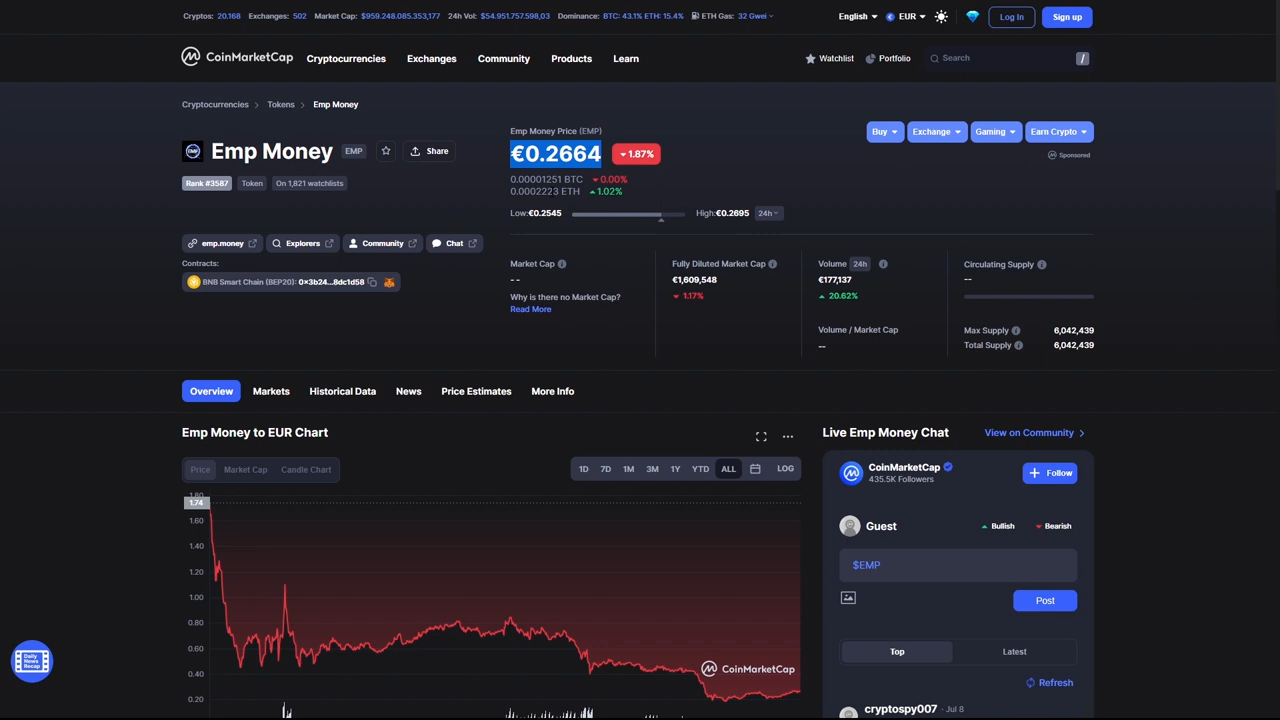 Cryptos: 20.168 Exchanges: 502 Market Cap: $959.248.085.353,177 24h Vol: $54.951.757.598,03 Dominance: BTC: 43.1% ETH: 15.4% ETH Gas: 32 Gwei English EUR Log In Sign up
CoinMarketCap Cryptocurrencies Exchanges Community Products Learn Watchlist Portfolio Search /
Cryptocurrencies Tokens Emp Money
Emp Money EMP Share
Rank #3587 Token On 1,821 watchlists
emp.money Explorers Community Chat
Contracts:
BNB Smart Chain (BEP20): 0x3b24...8dc1d58
Emp Money Price (EMP)
€0.2664 1.87%
0.00001251 BTC 0.00%
0.0002223 ETH 1.02%
Low: €0.2545 High: €0.2695 24h
Buy Exchange Gaming Earn Crypto
Sponsored
Market Cap
- -
Why is there no Market Cap?
Read More
Fully Diluted Market Cap
€1,609,548
1.17%
Volume 24h
€177,137
20.62%
Volume / Market Cap
--
Circulating Supply
--
Max Supply 6,042,439
Total Supply 6,042,439
Overview Markets Historical Data News Price Estimates More Info
Emp Money to EUR Chart
Price Market Cap Candle Chart 1D 7D 1M 3M 1Y YTD ALL LOG
1.80
1.74
1.60
1.40
1.20
1.00
0.80
0.60
0.40
0.20
CoinMarketCap
Daily
News
Recap
Live Emp Money Chat View on Community
CoinMarketCap
435.5K Followers
Follow
Guest Bullish Bearish
$EMP
Post
Top Latest
Refresh
cryptospy007 · Jul 8